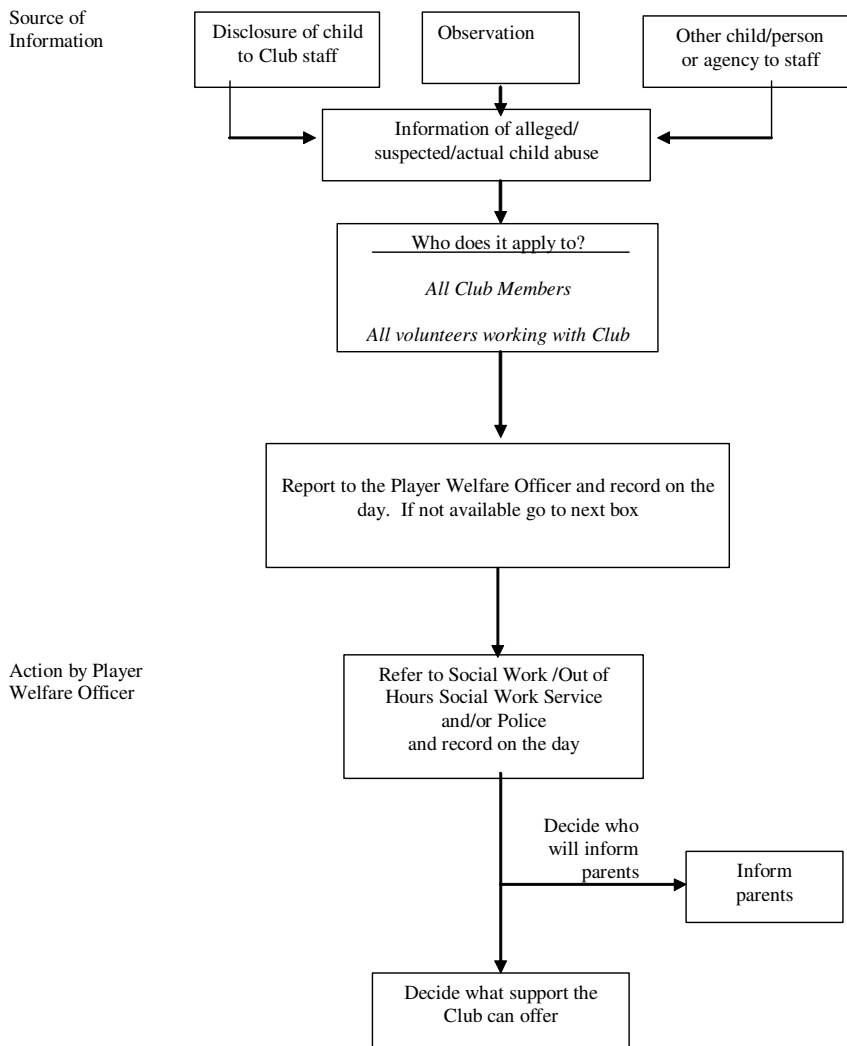 Source of
Information
Disclosure of child
to Club staff
Observation
Other child/person
or agency to staff
Information of alleged/
suspected/actual child abuse
Who does it apply to?
All Club Members
All volunteers working with Club
Report to the Player Welfare Officer and record on the
day.  If not available go to next box
Action by Player
Welfare Officer
Refer to Social Work /Out of
Hours Social Work Service
and/or Police
and record on the day
Decide who
will inform
parents
Inform
parents
Decide what support the
Club can offer